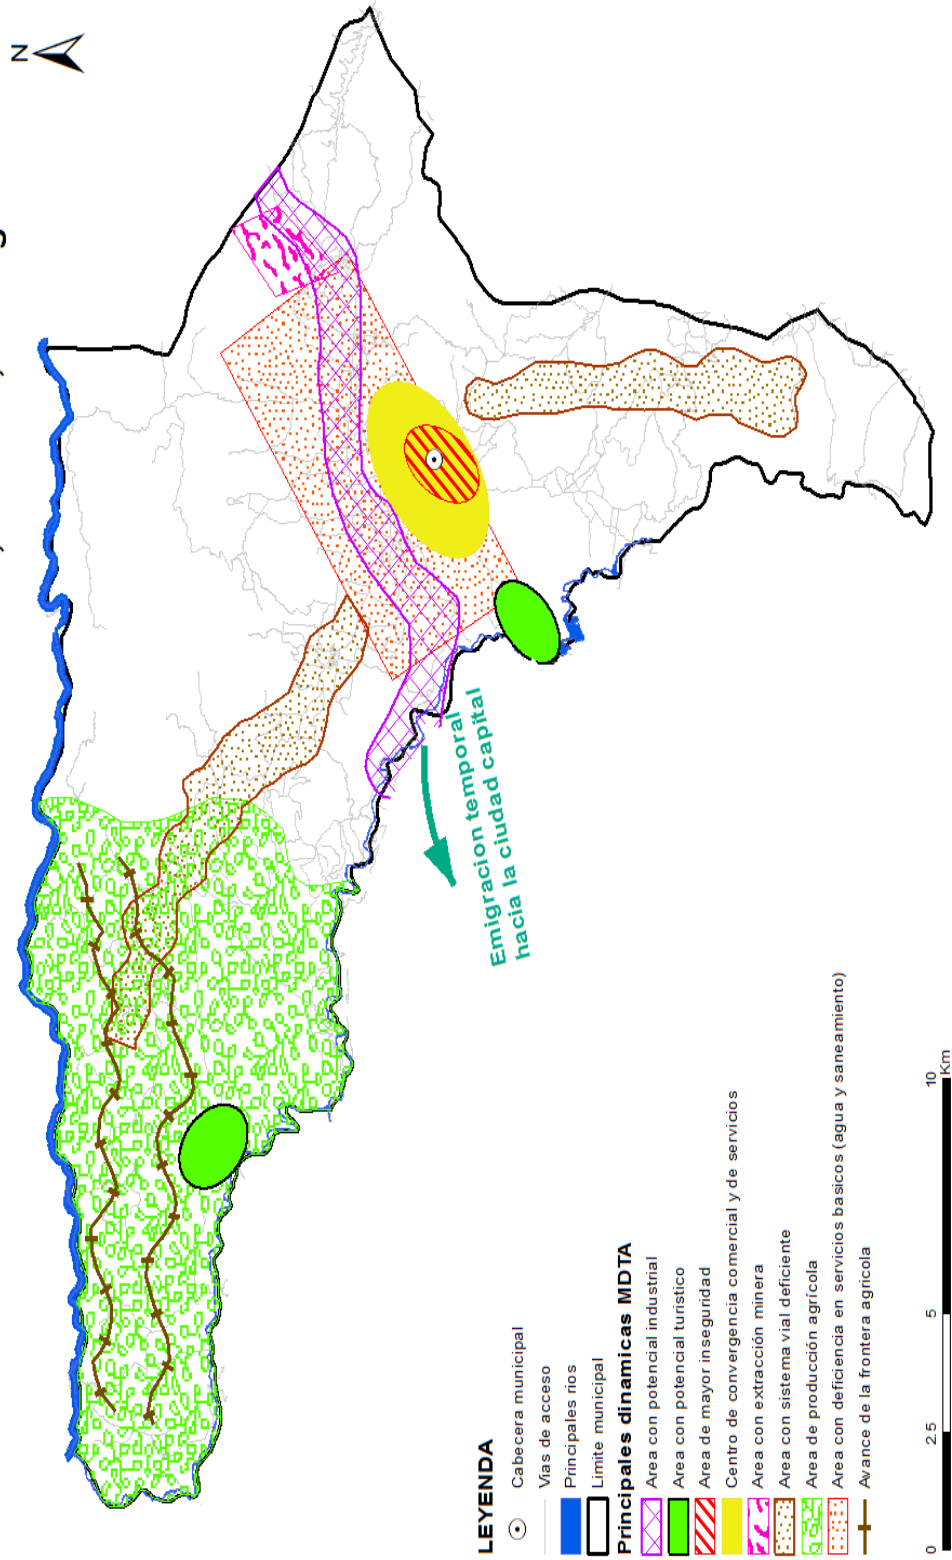 N
Emigracion temporal
hacia la ciudad capital
LEYENDA
Cabecera municipal
Vias de acceso
Principales rios
Limite municipal
Principales dinamicas MDTA
Area con potencial industrial
Area con potencial turistico
Area de mayor inseguridad
Centro de convergencia comercial y de servicios
Area con extracción minera
Area con sistema vial deficiente
Area de producción agrícola
Area con deficiencia en servicios basicos (agua y saneamiento)
Avance de la frontera agricola
0 2.5 5 10
Km